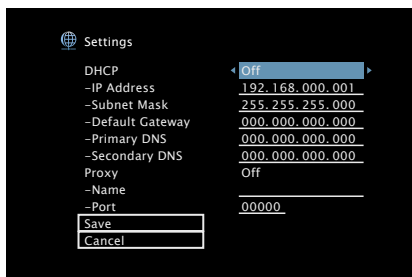 Settings
DHCP Off
-IP Address 192.168.000.001
-Subnet Mask 255.255.255.000
-Default Gateway 000.000.000.000
-Primary DNS 000.000.000.000
-Secondary DNS 000.000.000.000
Proxy Off
-Name
-Port 00000
Save
Cancel